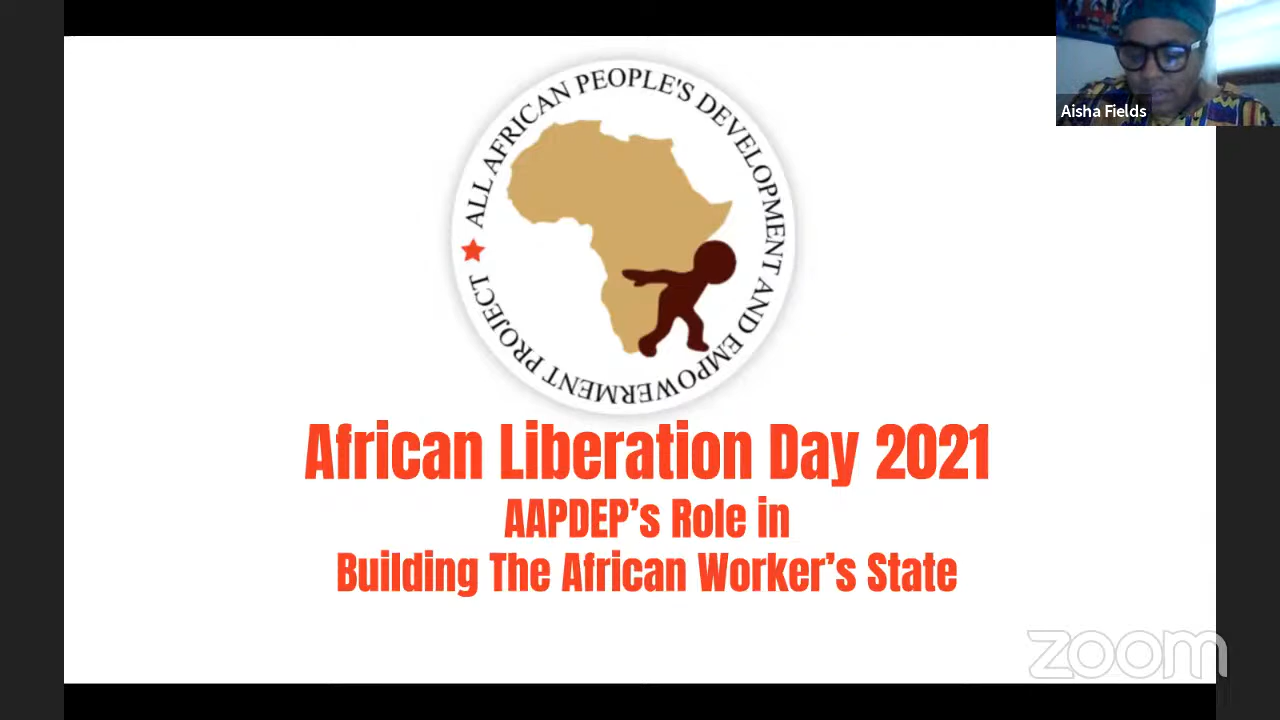 ALL AFRICAN PEOPLE'S DEVELOPMENT AND EMPOWERMENT PROJECT
Aisha Fields
African Liberation Day 2021
AAPDEP’s Role in
Building The African Worker’s State
zoom